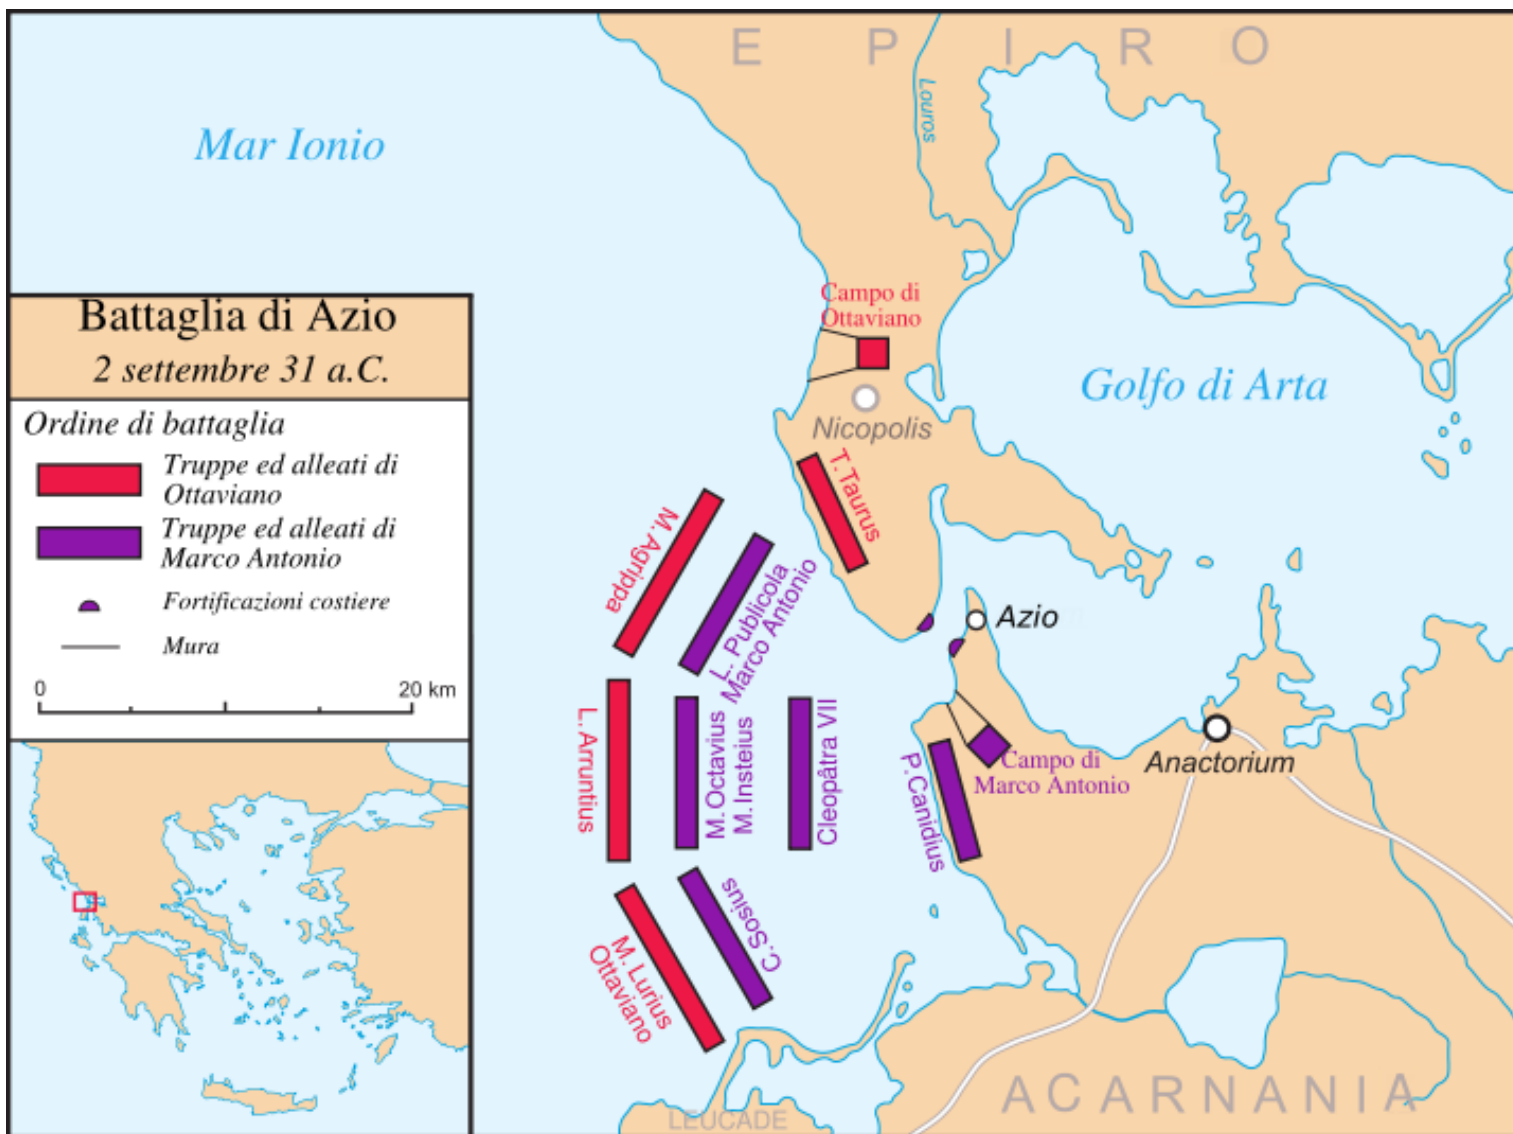 E P I R O
Louros
Mar Ionio
Campo di
Ottaviano
Nicopolis
Golfo di Arta
Battaglia di Azio
2 settembre 31 a.C.
Ordine di battaglia
Truppe ed alleati di
Ottaviano
Truppe ed alleati di
Marco Antonio
Fortificazioni costiere
Mura
0
20 km
T.Taurus
M. Agrippa
L. Publicola
Marco Antonio
Azio
L. Arruntius
M. Octavius
M. Insteius
Cleopâtra VII
P.Canidius
Campo di
Marco Antonio
Anactorium
C.Sosius
M. Lurius
Ottaviano
LEUCADE
ACARNANIA